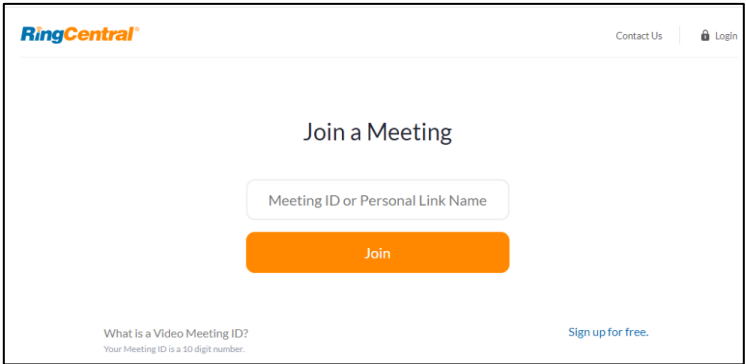 RingCentral®
Contact Us
Login
Join a Meeting
Meeting ID or Personal Link Name
Join
What is a Video Meeting ID?
Sign up for free.
Your Meeting ID is a 10 digit number.